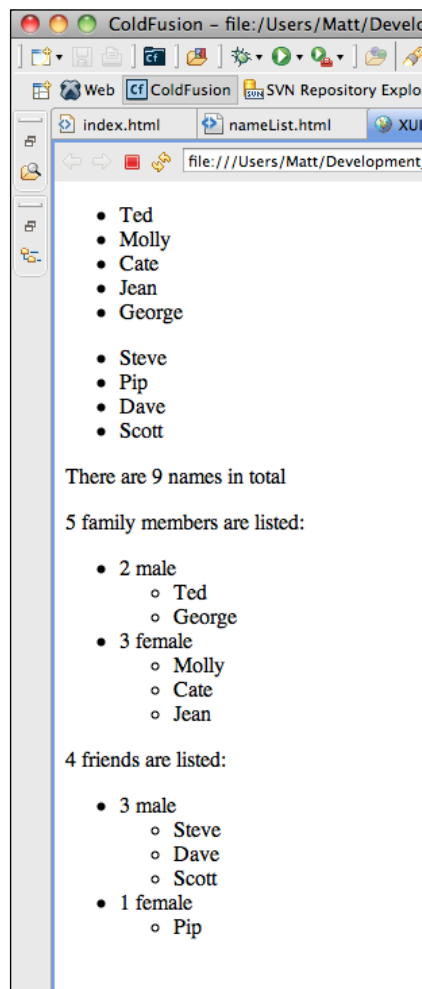 ColdFusion – file:/Users/Matt/Develo
Web
Cf ColdFusion
SVN Repository Explo
index.html
nameList.html
XUL
file:///Users/Matt/Development_
Ted
Molly
Cate
Jean
George
Steve
Pip
Dave
Scott
There are 9 names in total
5 family members are listed:
2 male
Ted
George
3 female
Molly
Cate
Jean
4 friends are listed:
3 male
Steve
Dave
Scott
1 female
Pip